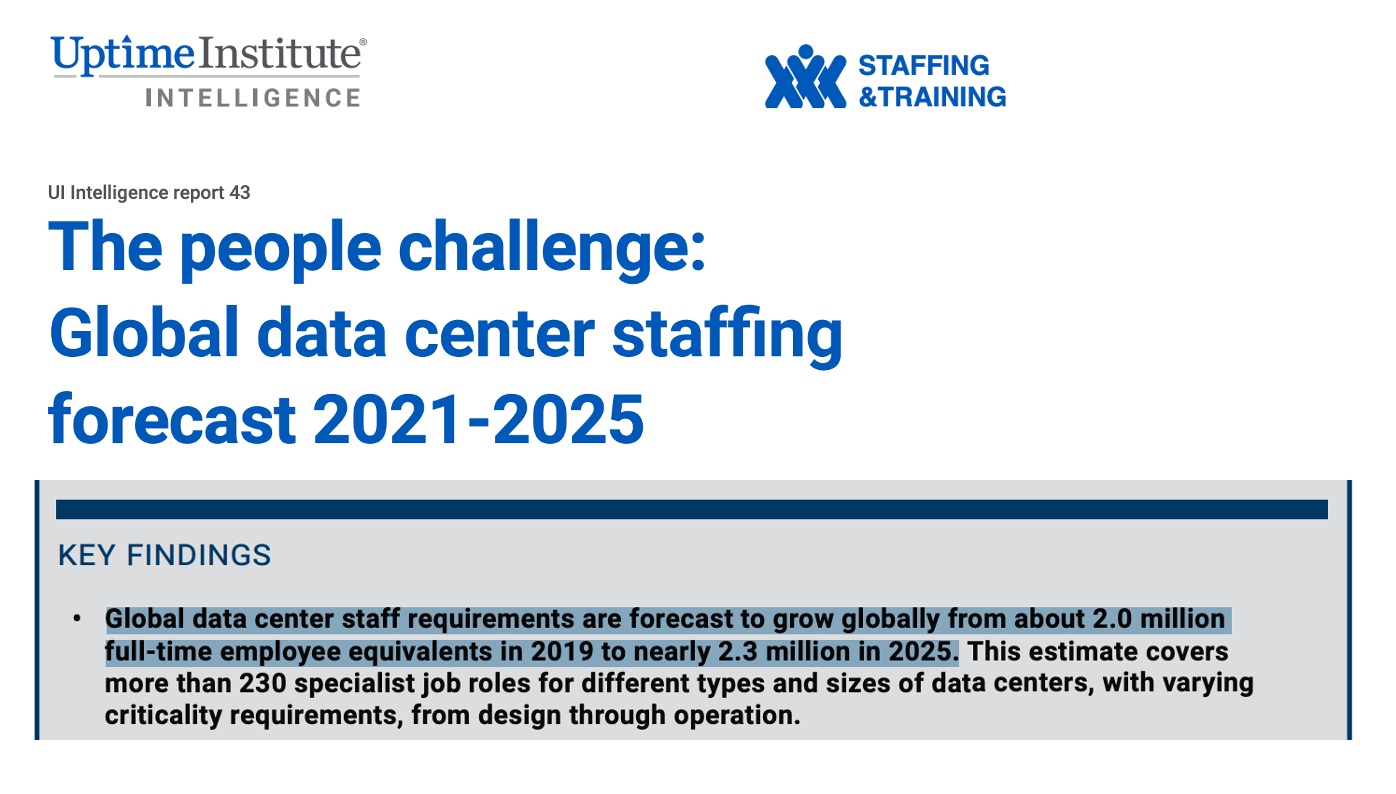 Uptime Institute®
INTELLIGENCE
STAFFING
&TRAINING
UI Intelligence report 43
The people challenge:
Global data center staffing
forecast 2021-2025
KEY FINDINGS
• Global data center staff requirements are forecast to grow globally from about 2.0 million
full-time employee equivalents in 2019 to nearly 2.3 million in 2025. This estimate covers
more than 230 specialist job roles for different types and sizes of data centers, with varying
criticality requirements, from design through operation.